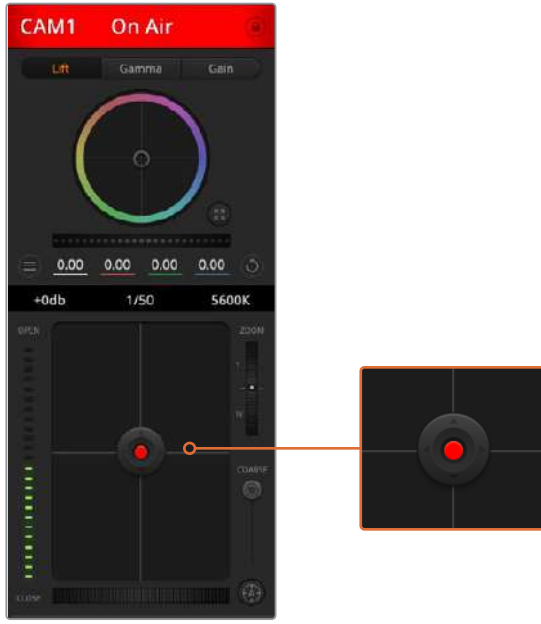 CAM1 On Air
Lift Gamma Gain
0.00 0.00 0.00 0.00
+0db 1/50 5600K
OPEN ZOOM
T
W
COARSE
CLOSE